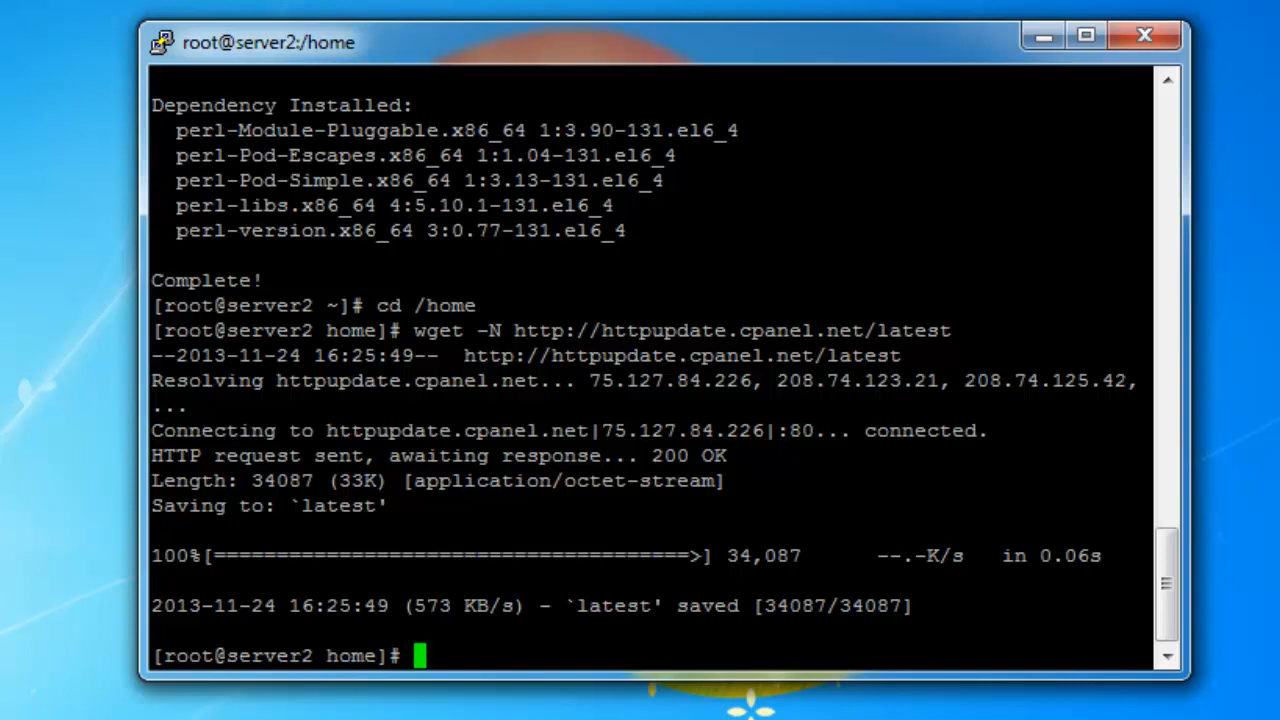 root@server2:/home
Dependency Installed:
perl-Module-Pluggable.x86_64 1:3.90-131.el6_4
perl-Pod-Escapes.x86_64 1:1.04-131.el6_4
perl-Pod-Simple.x86_64 1:3.13-131.el6_4
perl-libs.x86_64 4:5.10.1-131.el6_4
perl-version.x86_64 3:0.77-131.el6_4
Complete!
[root@server2 ~]# cd /home
[root@server2 home]# wget -N http://httpupdate.cpanel.net/latest
--2013-11-24 16:25:49--  http://httpupdate.cpanel.net/latest
Resolving httpupdate.cpanel.net... 75.127.84.226, 208.74.123.21, 208.74.125.42,
...
Connecting to httpupdate.cpanel.net|75.127.84.226|:80... connected.
HTTP request sent, awaiting response... 200 OK
Length: 34087 (33K) [application/octet-stream]
Saving to: `latest'
100%[======================================>] 34,087      --.-K/s   in 0.06s
2013-11-24 16:25:49 (573 KB/s) - `latest' saved [34087/34087]
[root@server2 home]#